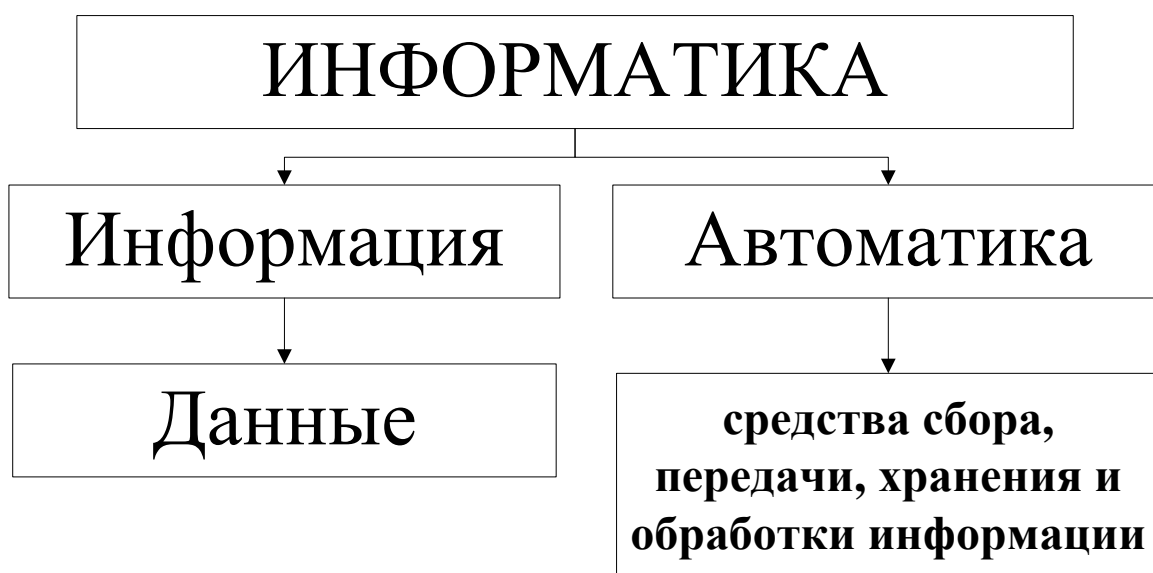 ИНФОРМАТИКА
Информация
Автоматика
Данные
средства сбора,
передачи, хранения и
обработки информации